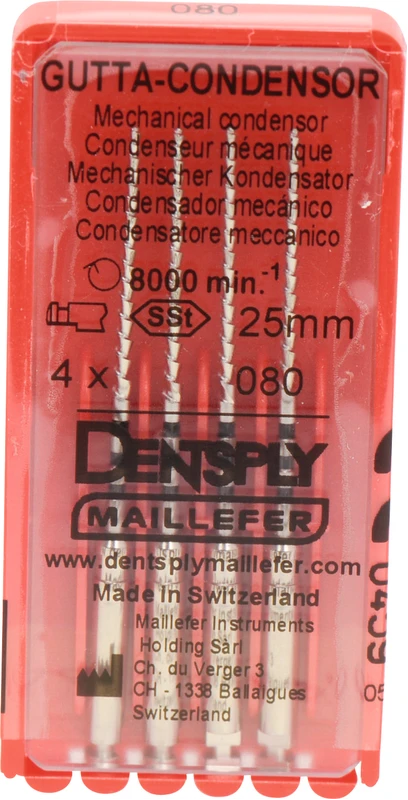 080
GUTTA-CONDENSOR
Mechanical condensor
Condenseur mécanique
Mechanischer Kondensator
Condensador mecánico
Condensatore meccanico
8000 min.⁻¹
SSt 25mm
4 x 080
DENTSPLY
MAILLEFER
www.dentsplymaillefer.com
Made In Switzerland
Maillefer Instruments
Holding Sàrl
Ch. du Verger 3
CH - 1338 Ballaigues
Switzerland